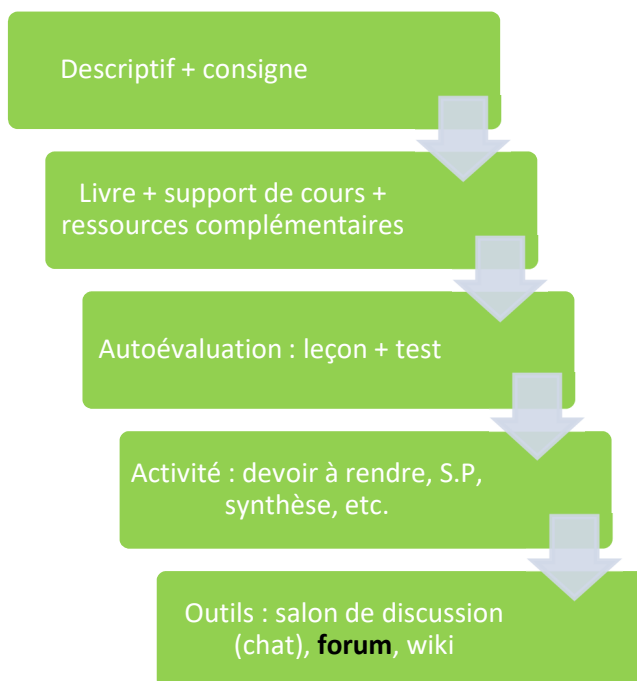 Descriptif + consigne
Livre + support de cours +
ressources complémentaires
Autoévaluation : leçon + test
Activité : devoir à rendre, S.P,
synthèse, etc.
Outils : salon de discussion
(chat), forum, wiki